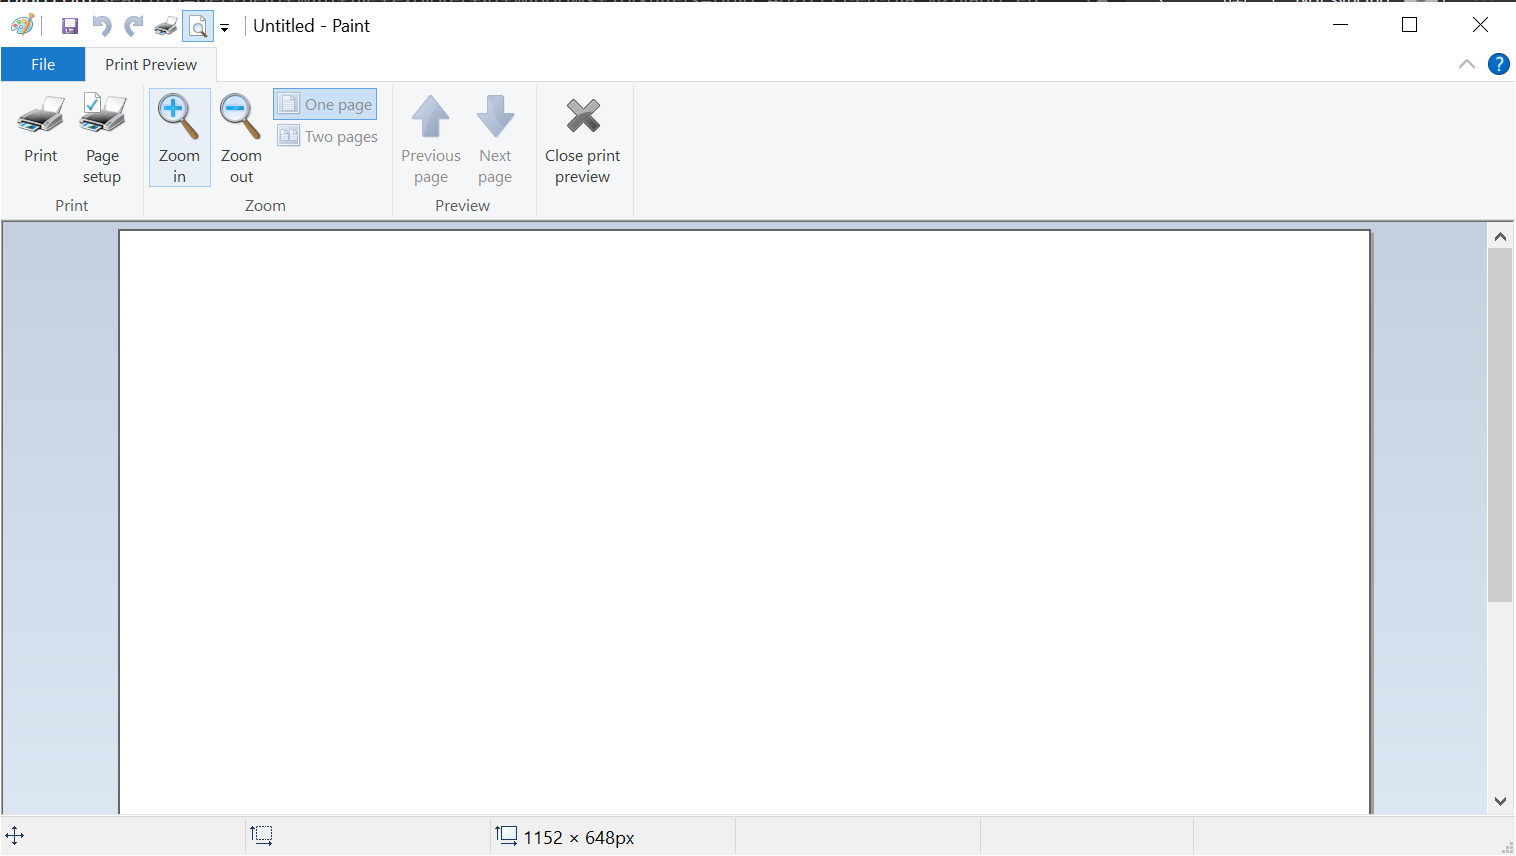 Untitled - Paint
File
Print Preview
?
Print
Page setup
Zoom in
Zoom out
One page
Two pages
Previous page
Next page
Close print preview
Print
Zoom
Preview
1152 × 648px